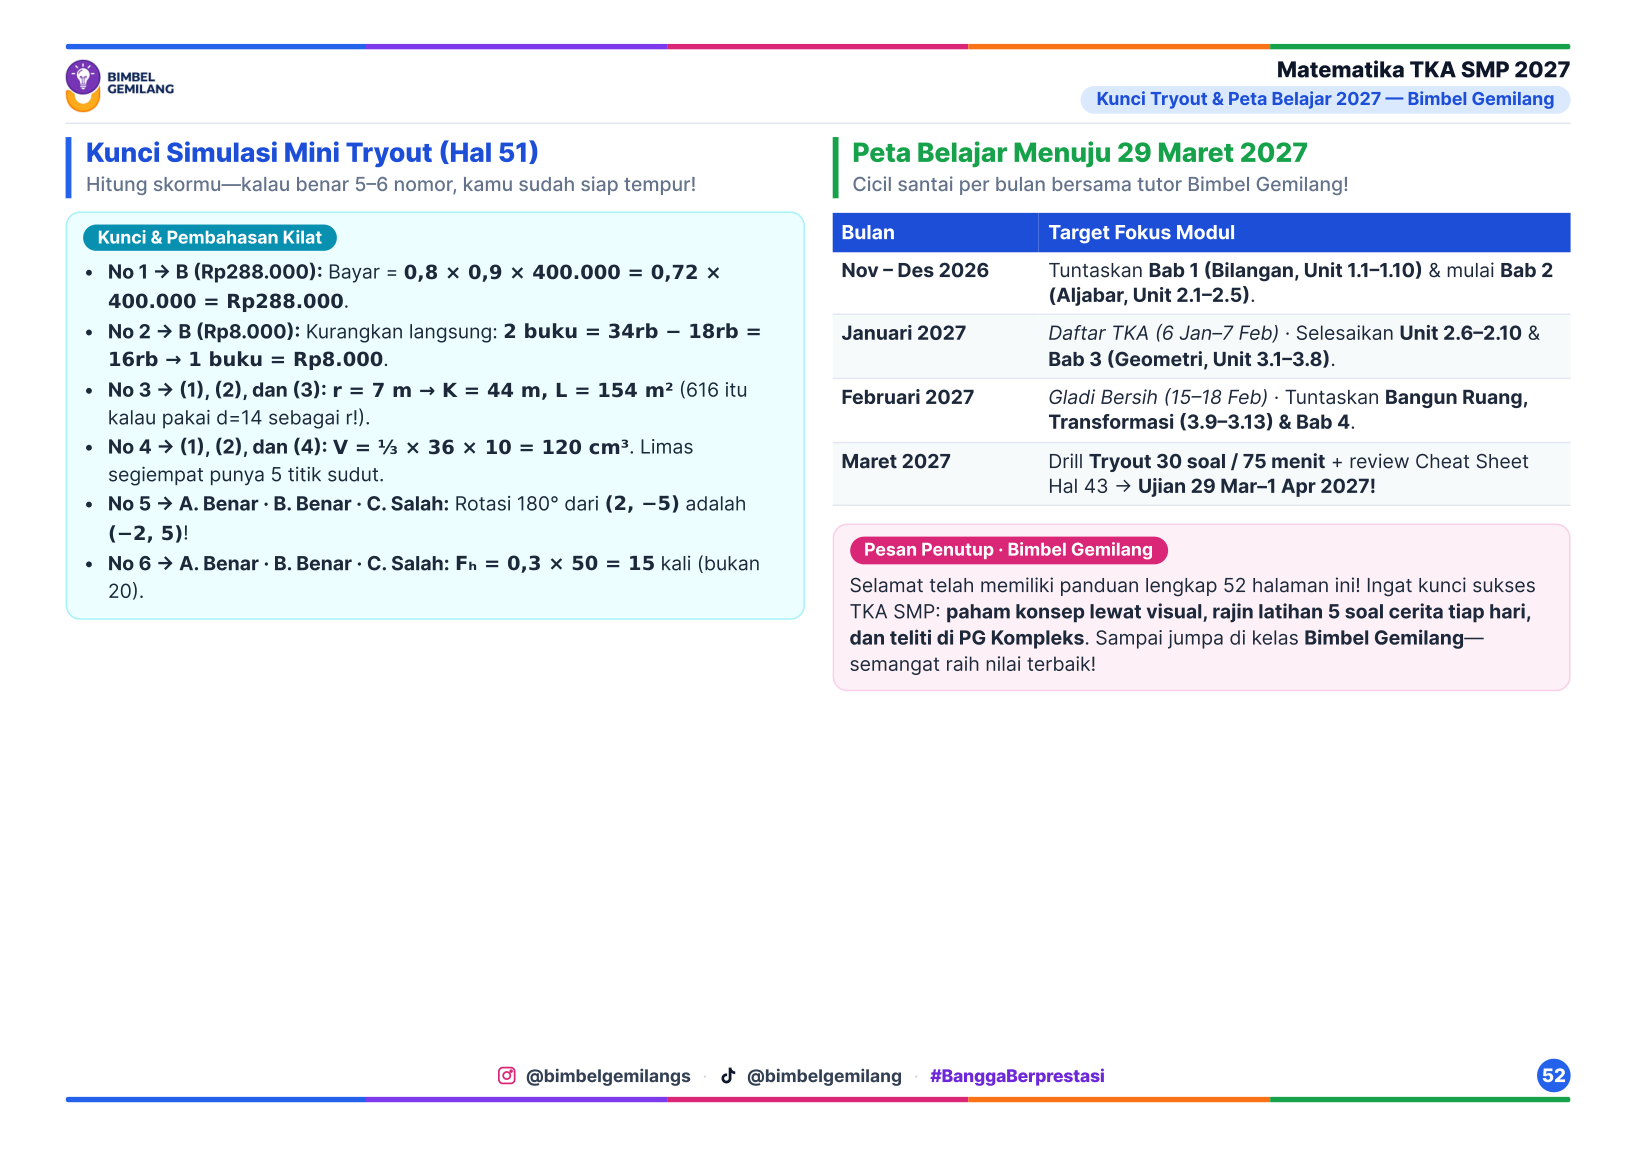 BIMBEL
GEMILANG
Matematika TKA SMP 2027
Kunci Tryout & Peta Belajar 2027 — Bimbel Gemilang
Kunci Simulasi Mini Tryout (Hal 51)
Hitung skormu—kalau benar 5–6 nomor, kamu sudah siap tempur!
Kunci & Pembahasan Kilat
• No 1 → B (Rp288.000): Bayar = 0,8 × 0,9 × 400.000 = 0,72 ×
400.000 = Rp288.000.
• No 2 → B (Rp8.000): Kurangkan langsung: 2 buku = 34rb − 18rb =
16rb → 1 buku = Rp8.000.
• No 3 → (1), (2), dan (3): r = 7 m → K = 44 m, L = 154 m² (616 itu
kalau pakai d=14 sebagai r!).
• No 4 → (1), (2), dan (4): V = ⅓ × 36 × 10 = 120 cm³. Limas
segiempat punya 5 titik sudut.
• No 5 → A. Benar · B. Benar · C. Salah: Rotasi 180° dari (2, −5) adalah
(−2, 5)!
• No 6 → A. Benar · B. Benar · C. Salah: Fₕ = 0,3 × 50 = 15 kali (bukan
20).
Peta Belajar Menuju 29 Maret 2027
Cicil santai per bulan bersama tutor Bimbel Gemilang!
Bulan Target Fokus Modul
Nov – Des 2026 Tuntaskan Bab 1 (Bilangan, Unit 1.1–1.10) & mulai Bab 2
(Aljabar, Unit 2.1–2.5).
Januari 2027 Daftar TKA (6 Jan–7 Feb) · Selesaikan Unit 2.6–2.10 &
Bab 3 (Geometri, Unit 3.1–3.8).
Februari 2027 Gladi Bersih (15–18 Feb) · Tuntaskan Bangun Ruang,
Transformasi (3.9–3.13) & Bab 4.
Maret 2027 Drill Tryout 30 soal / 75 menit + review Cheat Sheet
Hal 43 → Ujian 29 Mar–1 Apr 2027!
Pesan Penutup · Bimbel Gemilang
Selamat telah memiliki panduan lengkap 52 halaman ini! Ingat kunci sukses
TKA SMP: paham konsep lewat visual, rajin latihan 5 soal cerita tiap hari,
dan teliti di PG Kompleks. Sampai jumpa di kelas Bimbel Gemilang—
semangat raih nilai terbaik!
@bimbelgemilangs · @bimbelgemilang · #BanggaBerprestasi
52